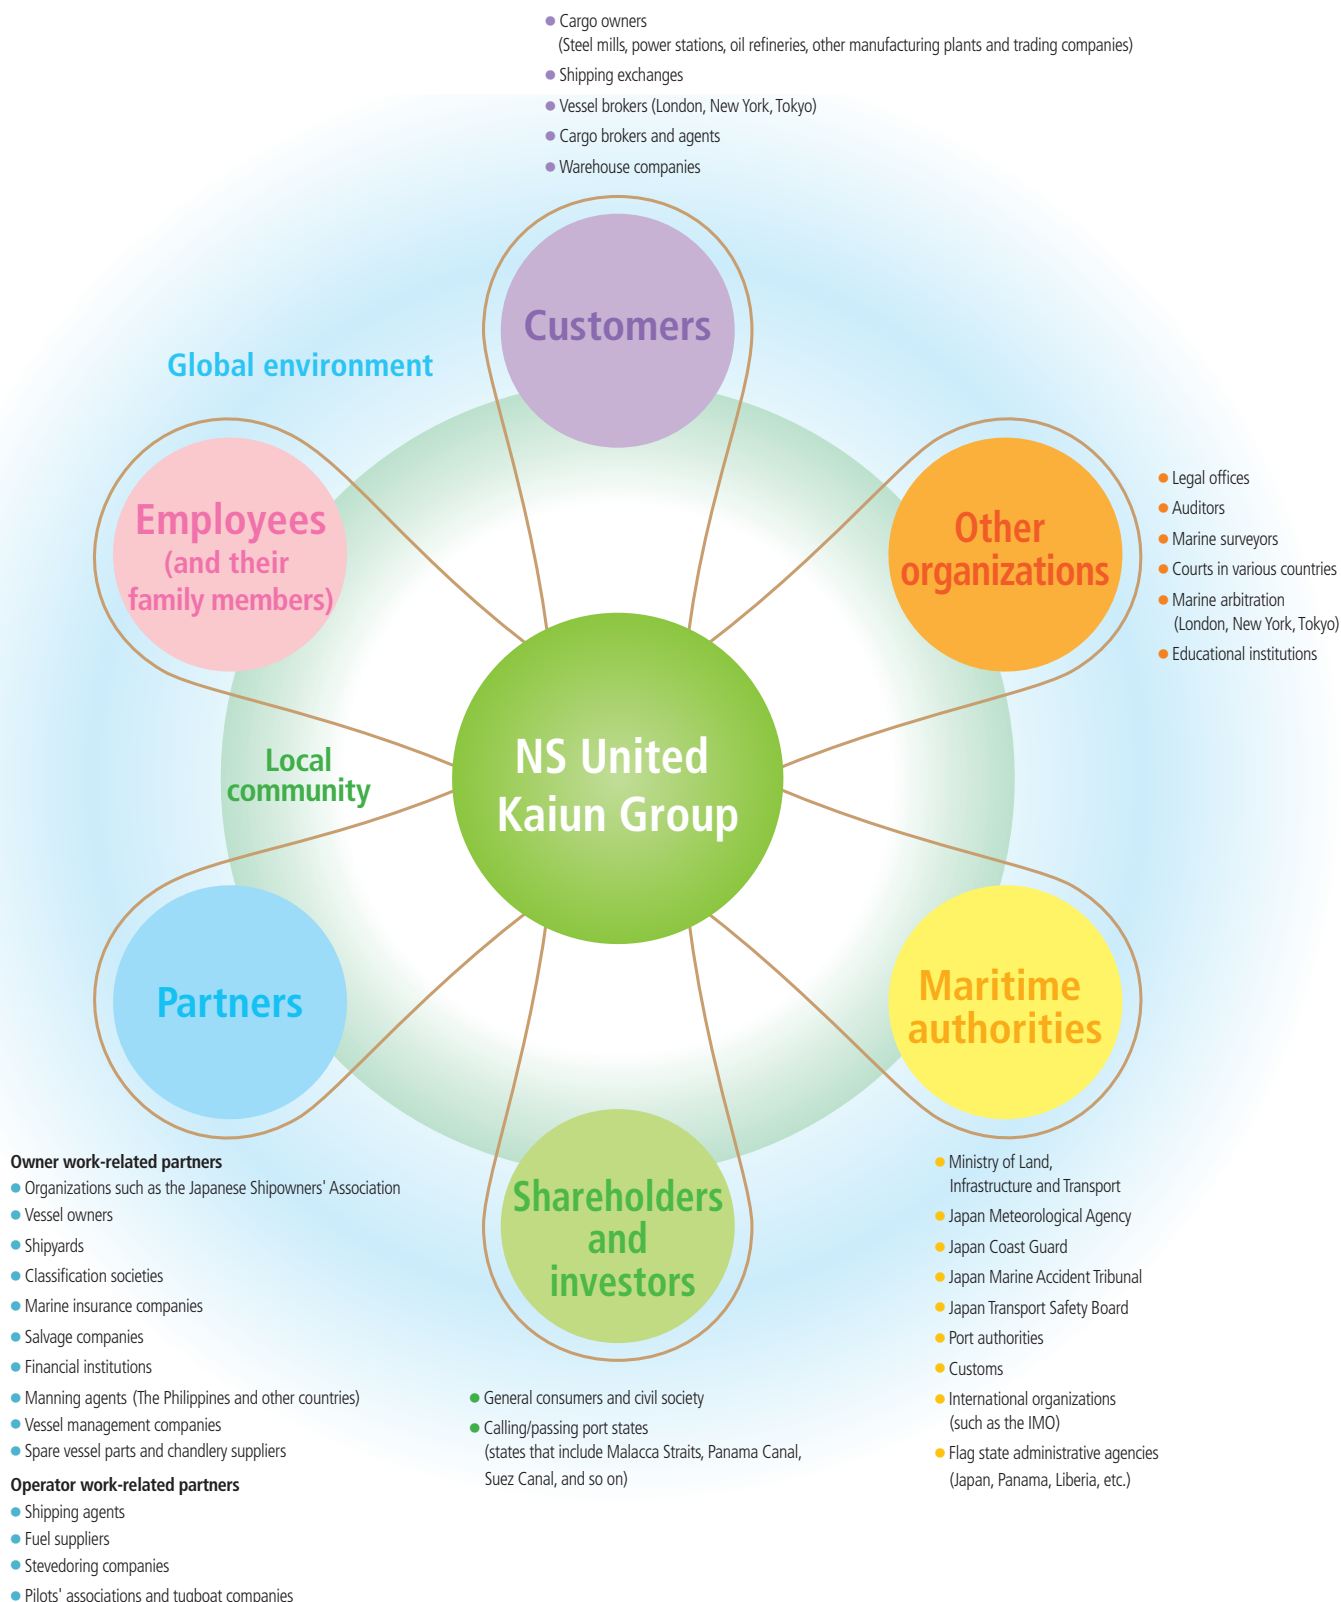 Cargo owners
(Steel mills, power stations, oil refineries, other manufacturing plants and trading companies)
Shipping exchanges
Vessel brokers (London, New York, Tokyo)
Cargo brokers and agents
Warehouse companies
Customers
Global environment
Employees
(and their
family members)
Other
organizations
Legal offices
Auditors
Marine surveyors
Courts in various countries
Marine arbitration
(London, New York, Tokyo)
Educational institutions
Local
community
NS United
Kaiun Group
Partners
Maritime
authorities
Shareholders
and
investors
Owner work-related partners
Organizations such as the Japanese Shipowners' Association
Vessel owners
Shipyards
Classification societies
Marine insurance companies
Salvage companies
Financial institutions
Manning agents (The Philippines and other countries)
Vessel management companies
Spare vessel parts and chandlery suppliers
Operator work-related partners
Shipping agents
Fuel suppliers
Stevedoring companies
Pilots' associations and tugboat companies
General consumers and civil society
Calling/passing port states
(states that include Malacca Straits, Panama Canal,
Suez Canal, and so on)
Ministry of Land,
Infrastructure and Transport
Japan Meteorological Agency
Japan Coast Guard
Japan Marine Accident Tribunal
Japan Transport Safety Board
Port authorities
Customs
International organizations
(such as the IMO)
Flag state administrative agencies
(Japan, Panama, Liberia, etc.)